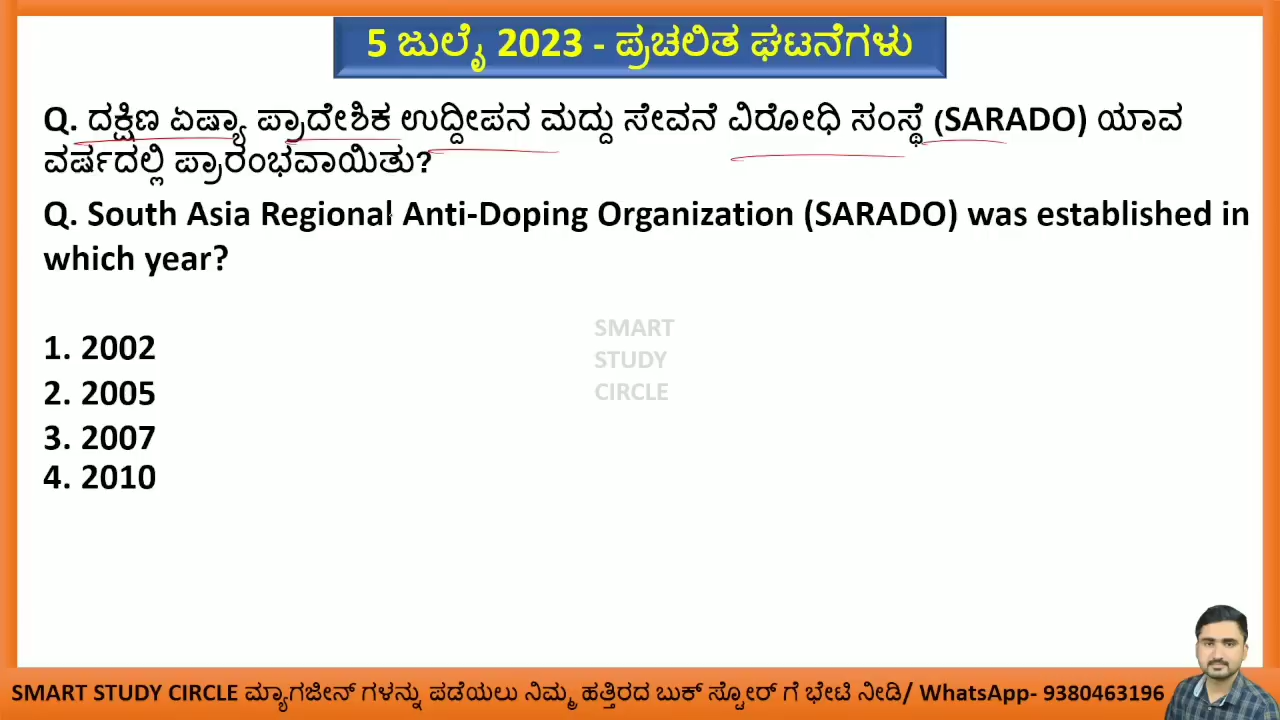 5 ಜುಲೈ 2023 - ಪ್ರಚಲಿತ ಘಟನೆಗಳು
Q. ದಕ್ಷಿಣ ಏಷ್ಯಾ ಪ್ರಾದೇಶಿಕ ಉದ್ದೀಪನ ಮದ್ದು ಸೇವನೆ ವಿರೋಧಿ ಸಂಸ್ಥೆ (SARADO) ಯಾವ
ವರ್ಷದಲ್ಲಿ ಪ್ರಾರಂಭವಾಯಿತು?
Q. South Asia Regional Anti-Doping Organization (SARADO) was established in
which year?
SMART
STUDY
CIRCLE
1. 2002
2. 2005
3. 2007
4. 2010
SMART STUDY CIRCLE ಮ್ಯಾಗಜೀನ್ ಗಳನ್ನು ಪಡೆಯಲು ನಿಮ್ಮ ಹತ್ತಿರದ ಬುಕ್ ಸ್ಟೋರ್ ಗೆ ಭೇಟಿ ನೀಡಿ/ WhatsApp- 9380463196